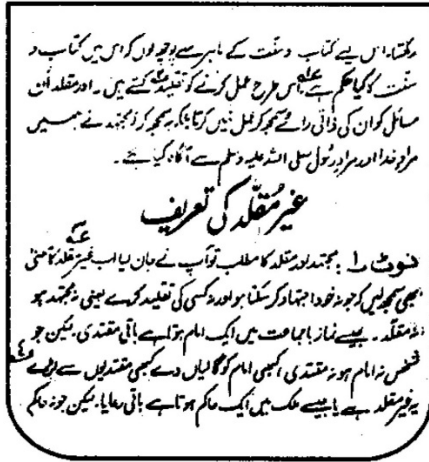 رکھتا۔ اس لیے کتاب و سنت کے ماہر سے پوچھ لوں کہ اس میں کتاب و
سنت کا کیا حکم ہے اس طرح عمل کرنے کو تقلید کہتے ہیں۔ اور مقلد ان
مسائل کو ان کی ذاتی رائے سمجھ کر عمل نہیں کرتا بلکہ یہ سمجھ کر کہ مجتہد نے ہمیں
مراد خدا اور مراد رسول صلی اللہ علیہ وسلم سے آگاہ کیا ہے۔
غیر مُقلّد کی تعریف
نوٹ ۱ : مجتہد اور مقلد کا مطلب تو آپ نے جان لیا اب غیر مقلد کا معنی
بھی سمجھ لیں کہ جو نہ خود اجتہاد کر سکتا ہو اور نہ کسی کی تقلید کرے یعنی نہ مجتہد ہو
نہ مقلد۔ جیسے نماز باجماعت میں ایک امام ہوتا ہے باقی مقتدی لیکن جو
شخص نہ امام ہو نہ مقتدی کبھی امام کو گالیاں دے کبھی مقتدیوں سے لڑے
یہ غیر مقلد ہے یا جیسے ملک میں ایک حاکم ہوتا ہے باقی رعایا۔ لیکن جو نہ حاکم